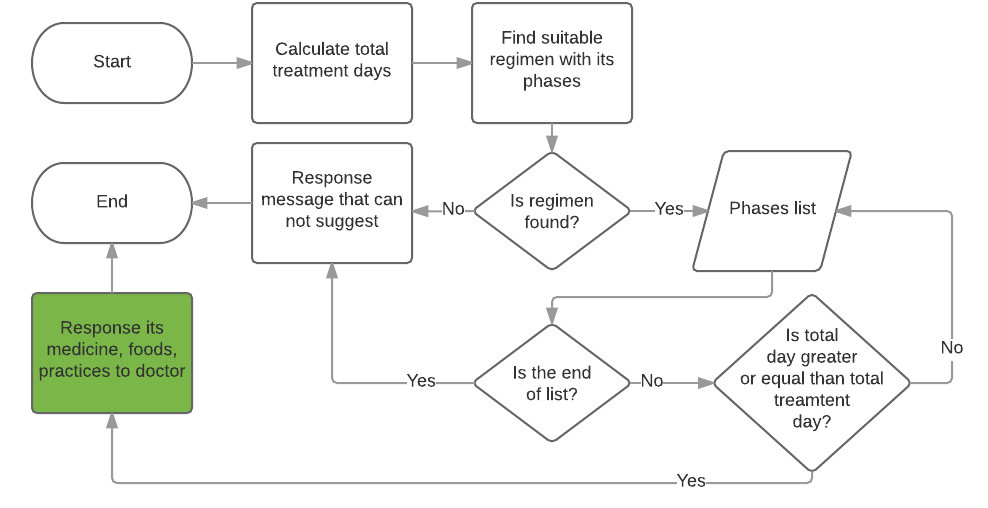 Start
Calculate total
treatment days
Find suitable
regimen with its
phases
End
Response
message that can
not suggest
No
Is regimen
found?
Yes
Phases list
Response its
medicine, foods,
practices to doctor
Yes
Is the end
of list?
No
Is total
day greater
or equal than total
treamtent
day?
No
Yes